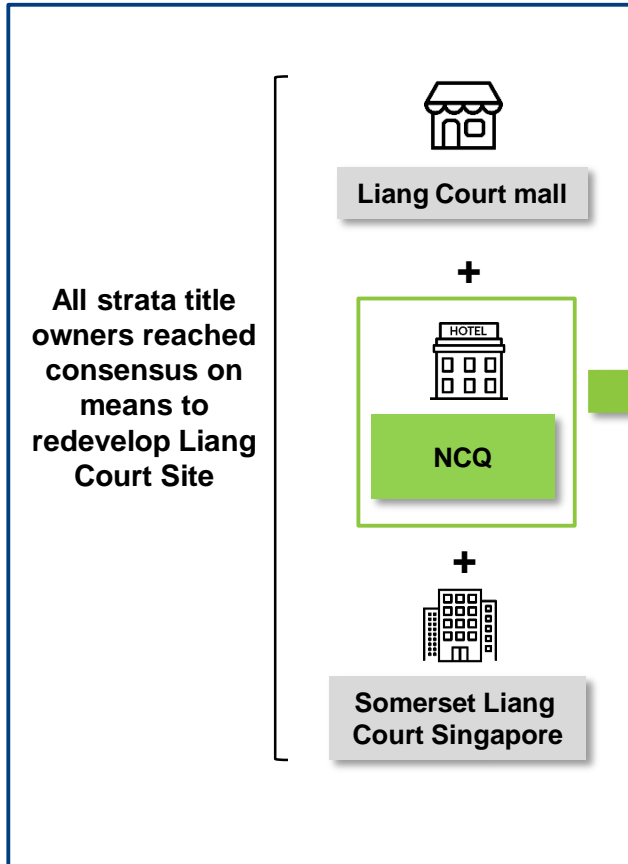 Liang Court mall
+
All strata title
owners reached
consensus on
means to
redevelop Liang
Court Site
HOTEL
NCQ
+
Somerset Liang
Court Singapore